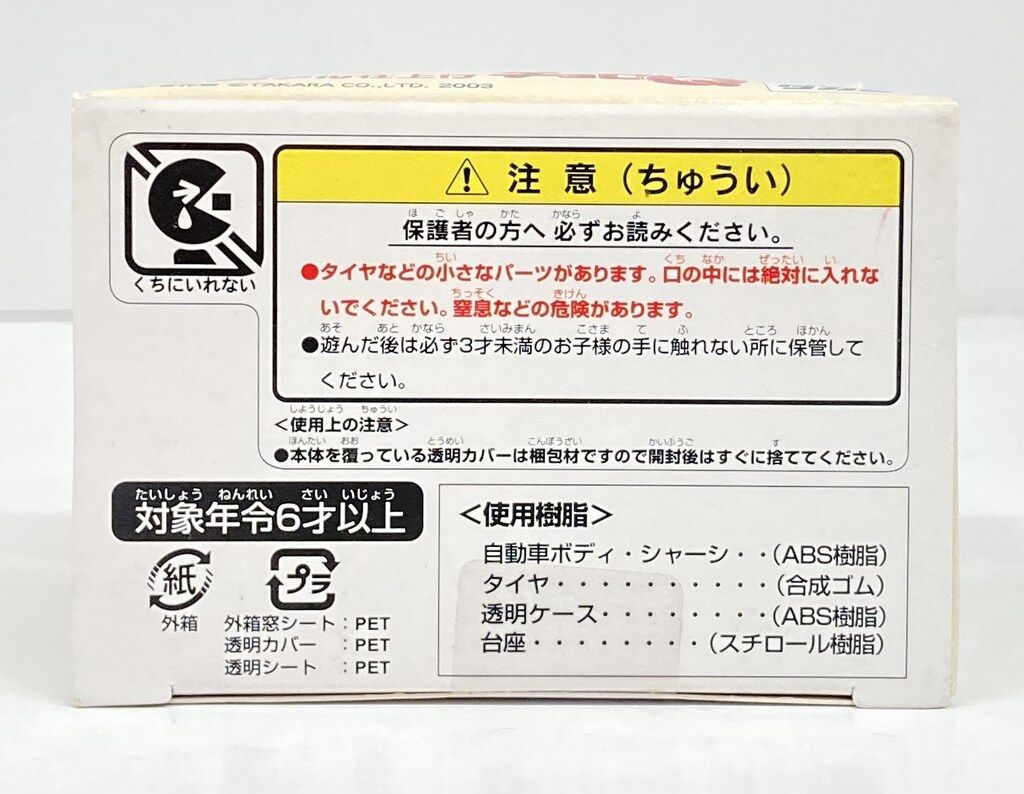 ©TAKARA CO.,LTD. 2003
くちにいれない
注意（ちゅうい）
保護者の方へ 必ずお読みください。
●タイヤなどの小さなパーツがあります。口の中には絶対に入れな
いでください。窒息などの危険があります。
●遊んだ後は必ず3才未満のお子様の手に触れない所に保管して
ください。
＜使用上の注意＞
●本体を覆っている透明カバーは梱包材ですので開封後はすぐに捨ててください。
対象年令6才以上
紙
外箱
プラ
外箱窓シート：PET
透明カバー ：PET
透明シート ：PET
＜使用樹脂＞
自動車ボディ・シャーシ・・（ABS樹脂）
タイヤ・・・・・・・・・・（合成ゴム）
透明ケース・・・・・・・・（ABS樹脂）
台座・・・・・・・・（スチロール樹脂）